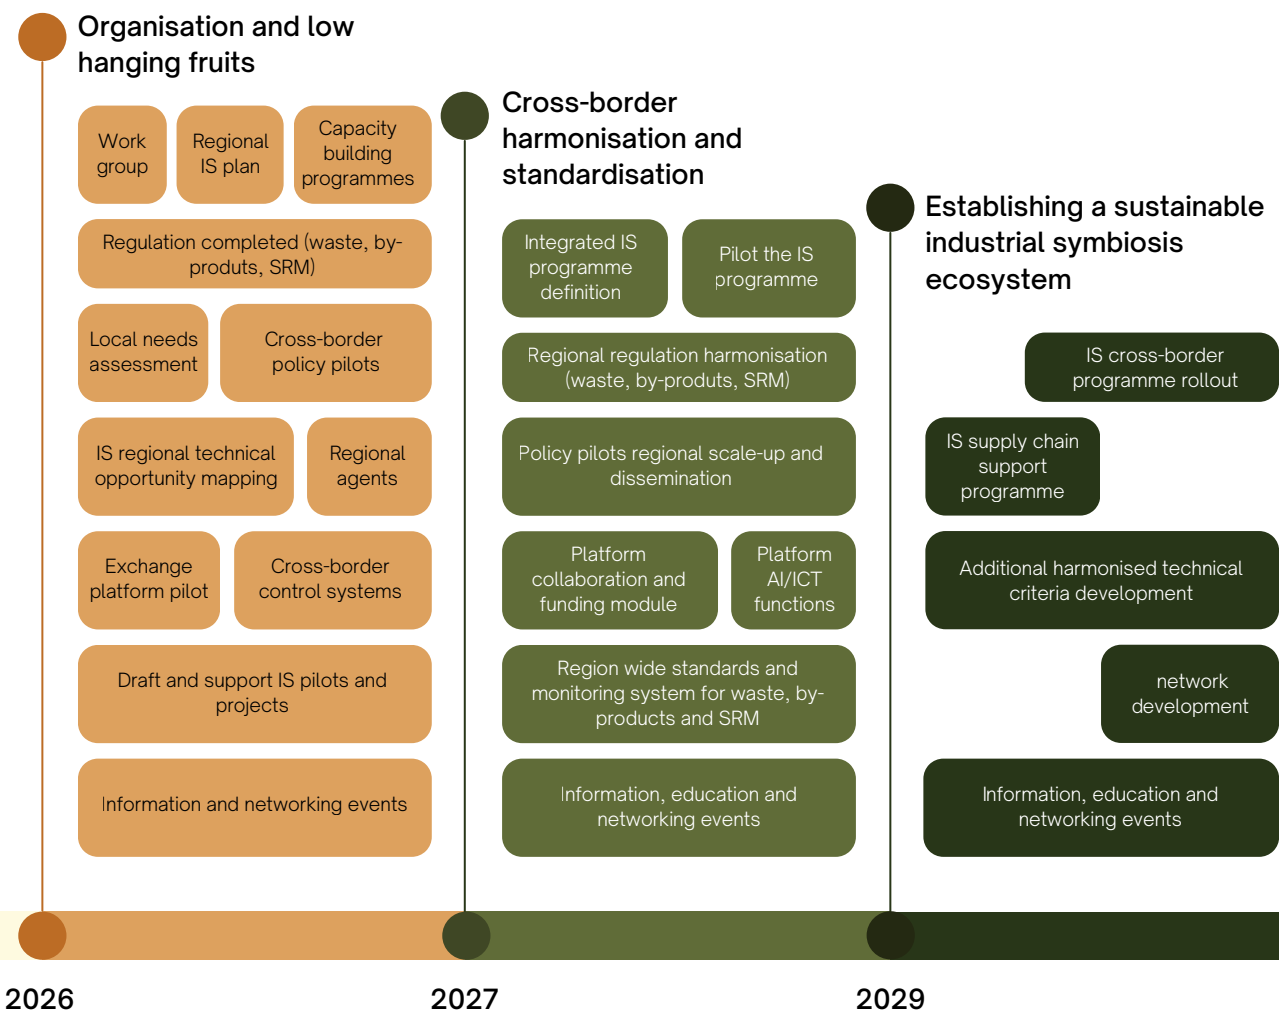 Organisation and low
hanging fruits
Work
group
Regional
IS plan
Capacity
building
programmes
Regulation completed (waste, by-
produts, SRM)
Local needs
assessment
Cross-border
policy pilots
IS regional technical
opportunity mapping
Regional
agents
Exchange
platform pilot
Cross-border
control systems
Draft and support IS pilots and
projects
Information and networking events
Cross-border
harmonisation and
standardisation
Integrated IS
programme
definition
Pilot the IS
programme
Regional regulation harmonisation
(waste, by-produts, SRM)
Policy pilots regional scale-up and
dissemination
Platform
collaboration and
funding module
Platform
AI/ICT
functions
Region wide standards and
monitoring system for waste, by-
products and SRM
Information, education and
networking events
Establishing a sustainable
industrial symbiosis
ecosystem
IS cross-border
programme rollout
IS supply chain
support
programme
Additional harmonised technical
criteria development
network
development
Information, education and
networking events
2026
2027
2029